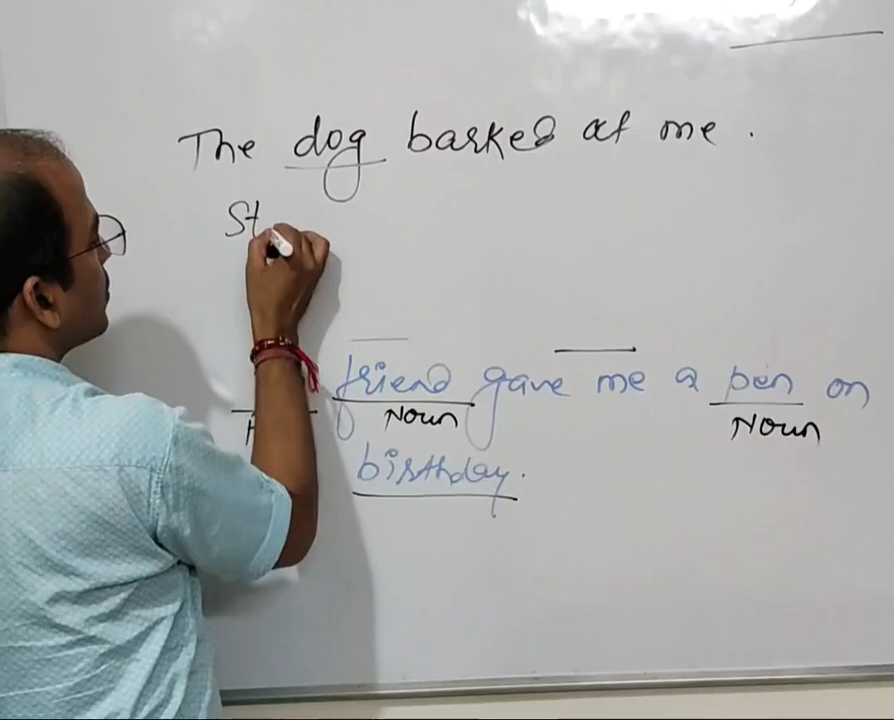 The dog barked at me.
St
friend gave me a pen on
Noun Noun
birthday.